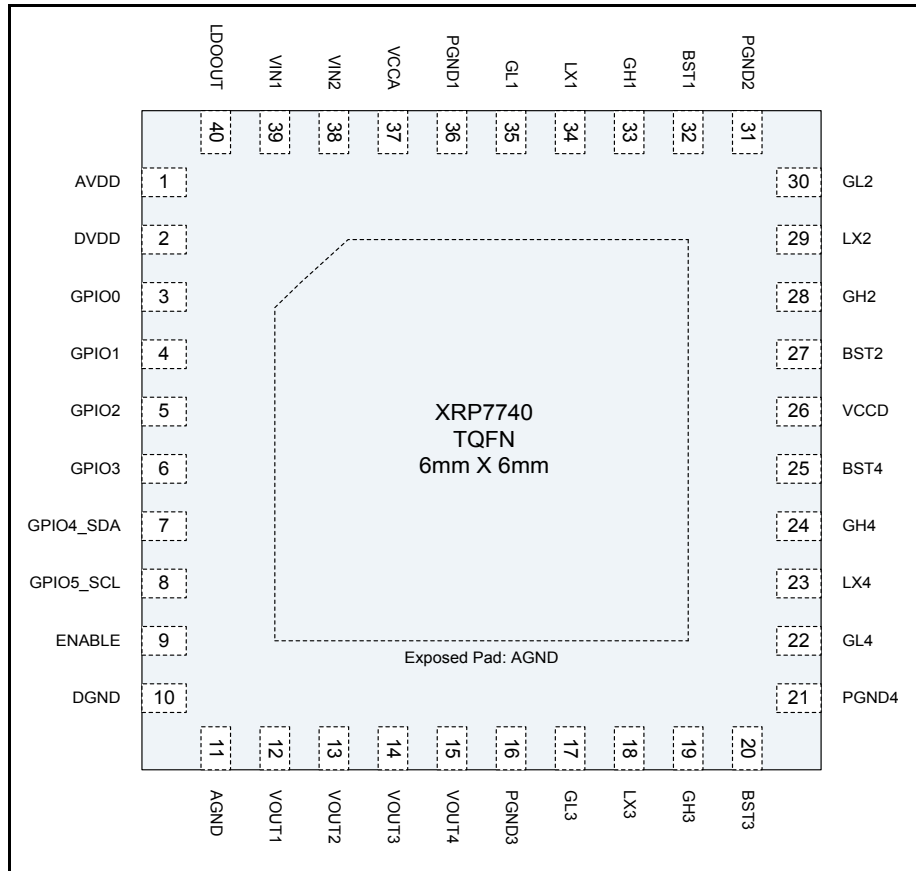 LDOOUT
VIN1
VIN2
VCCA
PGND1
GL1
LX1
GH1
BST1
PGND2
40
39
38
37
36
35
34
33
32
31
AVDD 1
DVDD 2
GPIO0 3
GPIO1 4
GPIO2 5
GPIO3 6
GPIO4_SDA 7
GPIO5_SCL 8
ENABLE 9
DGND 10
XRP7740
TQFN
6mm X 6mm
Exposed Pad: AGND
30 GL2
29 LX2
28 GH2
27 BST2
26 VCCD
25 BST4
24 GH4
23 LX4
22 GL4
21 PGND4
11
12
13
14
15
16
17
18
19
20
AGND
VOUT1
VOUT2
VOUT3
VOUT4
PGND3
GL3
LX3
GH3
BST3